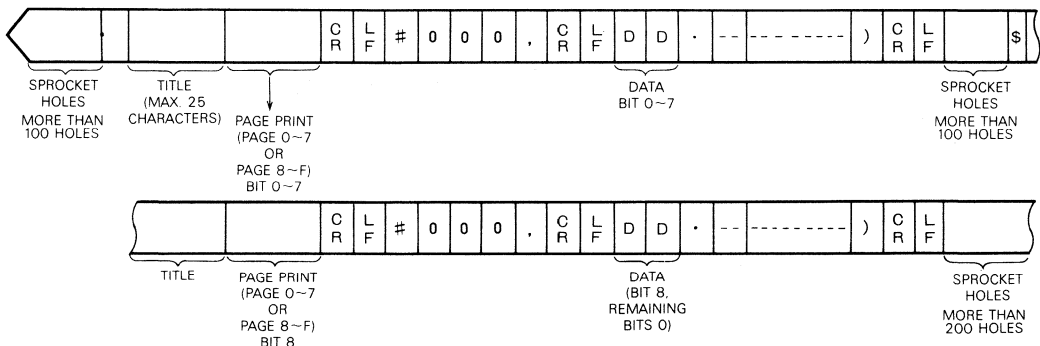 C R L F # 0 0 0 , C R L F D D · -- --------- ) C R L F $
SPROCKET HOLES MORE THAN 100 HOLES
TITLE (MAX. 25 CHARACTERS)
PAGE PRINT (PAGE 0~7 OR PAGE 8~F) BIT 0~7
DATA BIT 0~7
SPROCKET HOLES MORE THAN 100 HOLES
C R L F # 0 0 0 , C R L F D D · -- --------- ) C R L F
TITLE
PAGE PRINT (PAGE 0~7 OR PAGE 8~F) BIT 8
DATA (BIT 8, REMAINING BITS 0)
SPROCKET HOLES MORE THAN 200 HOLES